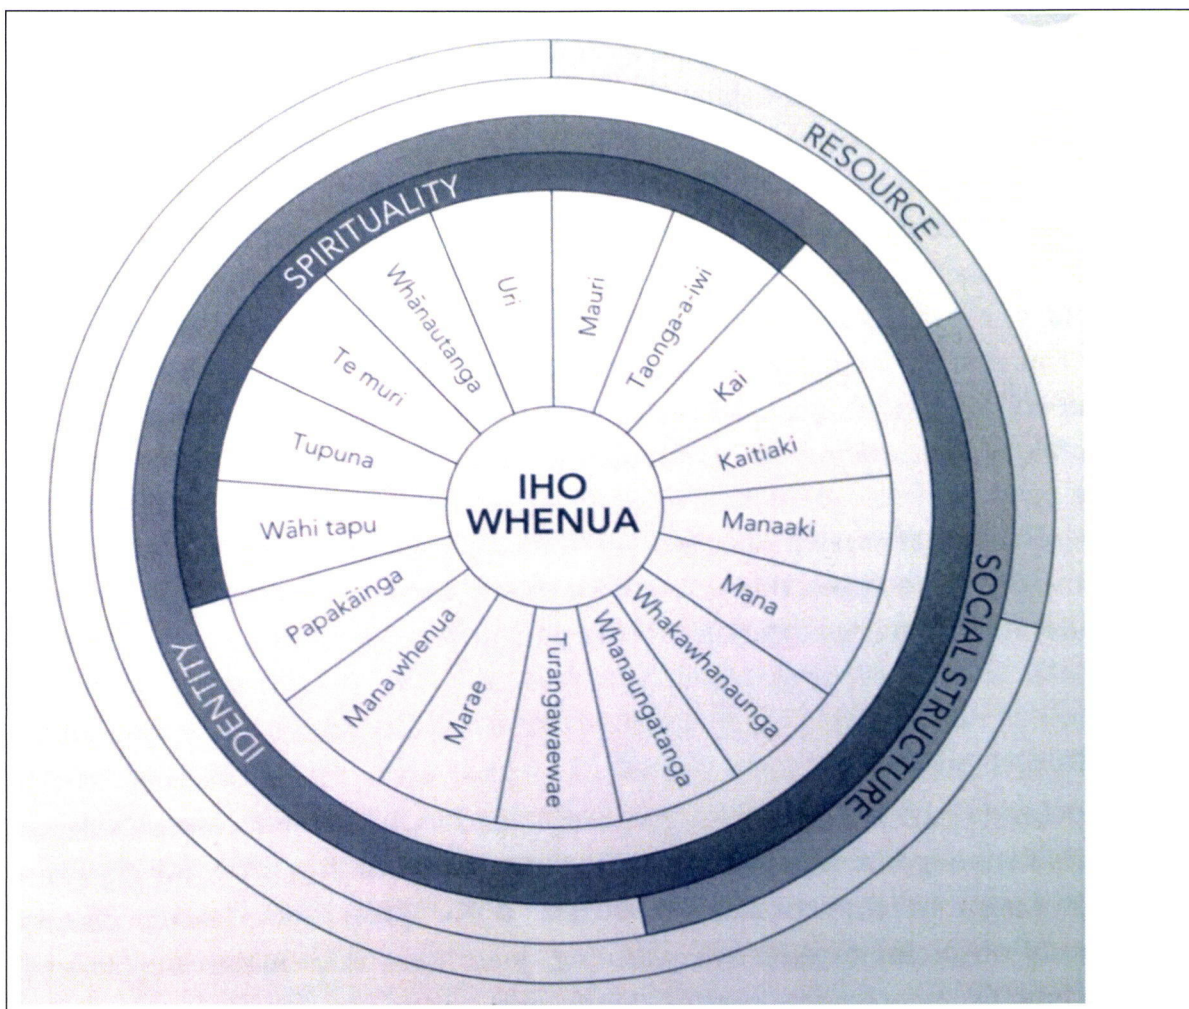 RESOURCE
SOCIAL STRUCTURE
IDENTITY
SPIRITUALITY
Uri
Mauri
Taonga-a-iwi
Kai
Kaitiaki
Manaaki
Mana
Whakawhanaunga
Whanaungatanga
Turangawaewae
Marae
Mana whenua
Papakāinga
Wāhi tapu
Tupuna
Te muri
Whānautanga
IHO
WHENUA